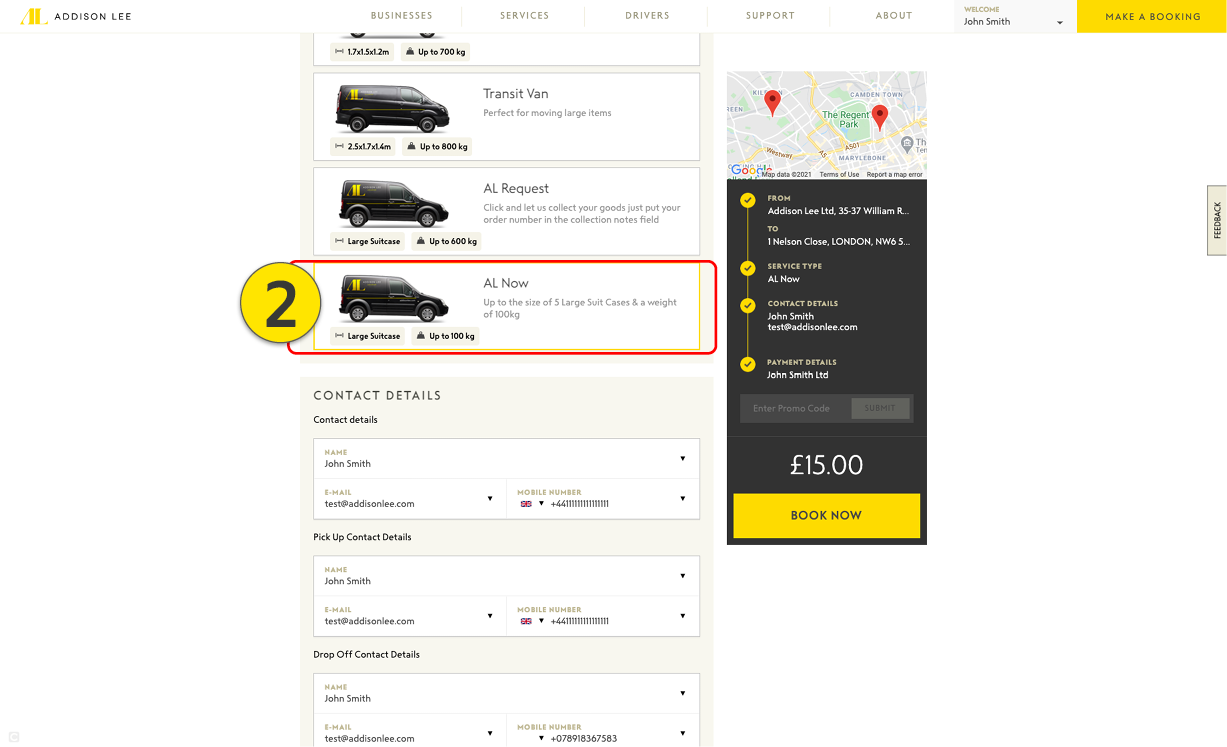 ADDISON LEE
BUSINESSES
SERVICES
DRIVERS
SUPPORT
ABOUT
WELCOME
John Smith
MAKE A BOOKING
1.7x1.5x1.2m
Up to 700 kg
Transit Van
Perfect for moving large items
2.5x1.7x1.4m
Up to 800 kg
AL Request
Click and let us collect your goods just put your
order number in the collection notes field
Large Suitcase
Up to 600 kg
2
AL Now
Up to the size of 5 Large Suit Cases & a weight
of 100kg
Large Suitcase
Up to 100 kg
CONTACT DETAILS
Contact details
NAME
John Smith
E-MAIL
test@addisonlee.com
MOBILE NUMBER
+4411111111111111
Pick Up Contact Details
NAME
John Smith
E-MAIL
test@addisonlee.com
MOBILE NUMBER
+4411111111111111
Drop Off Contact Details
NAME
John Smith
E-MAIL
test@addisonlee.com
MOBILE NUMBER
+078918367583
CAMDEN TOWN
The Regent's
Park
A501
MARYLEBONE
Westway
Google
Map data ©2021
Terms of Use
Report a map error
FROM
Addison Lee Ltd, 35-37 William R...
TO
1 Nelson Close, LONDON, NW6 5...
SERVICE TYPE
AL Now
CONTACT DETAILS
John Smith
test@addisonlee.com
PAYMENT DETAILS
John Smith Ltd
Enter Promo Code
SUBMIT
£15.00
BOOK NOW
FEEDBACK